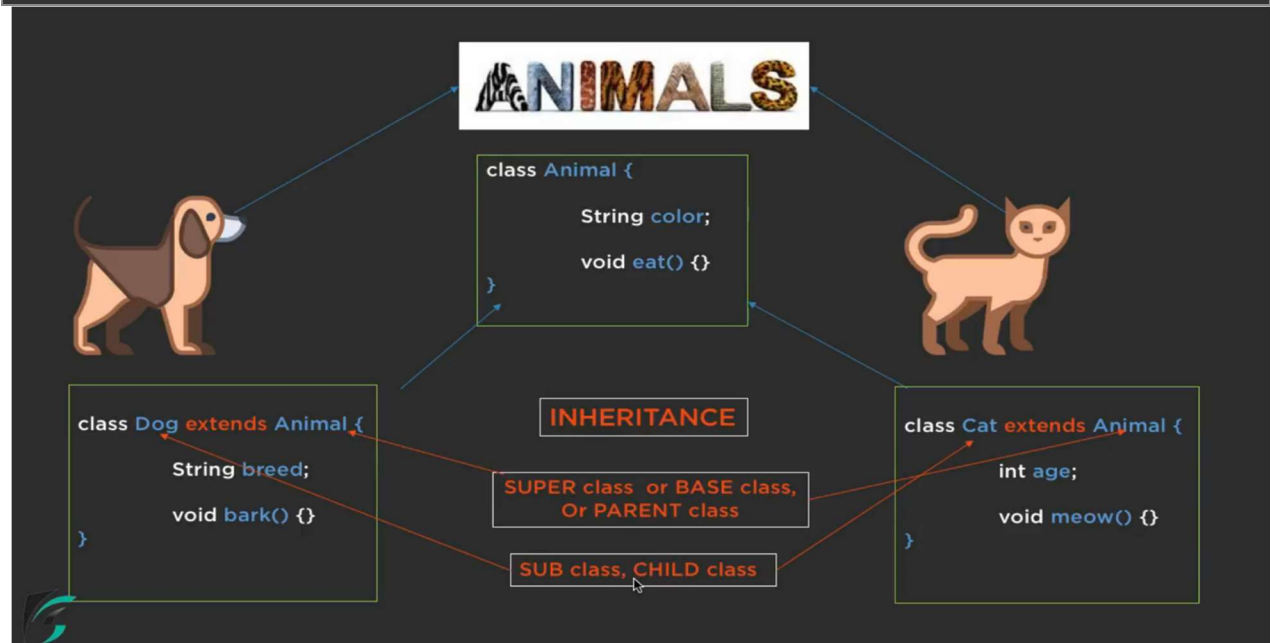 ANIMALS
class Animal {
String color;
void eat() {}
}
class Dog extends Animal {
String breed;
void bark() {}
}
INHERITANCE
SUPER class or BASE class,
Or PARENT class
SUB class, CHILD class
class Cat extends Animal {
int age;
void meow() {}
}